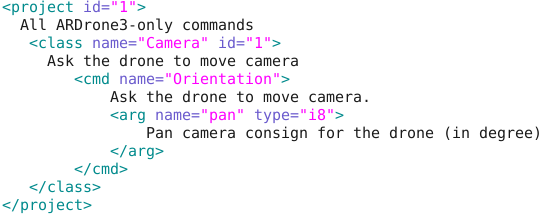 <project id="1">
  All ARDrone3-only commands
   <class name="Camera" id="1">
     Ask the drone to move camera
        <cmd name="Orientation">
            Ask the drone to move camera.
            <arg name="pan" type="i8">
                Pan camera consign for the drone (in degree)
            </arg>
        </cmd>
   </class>
</project>